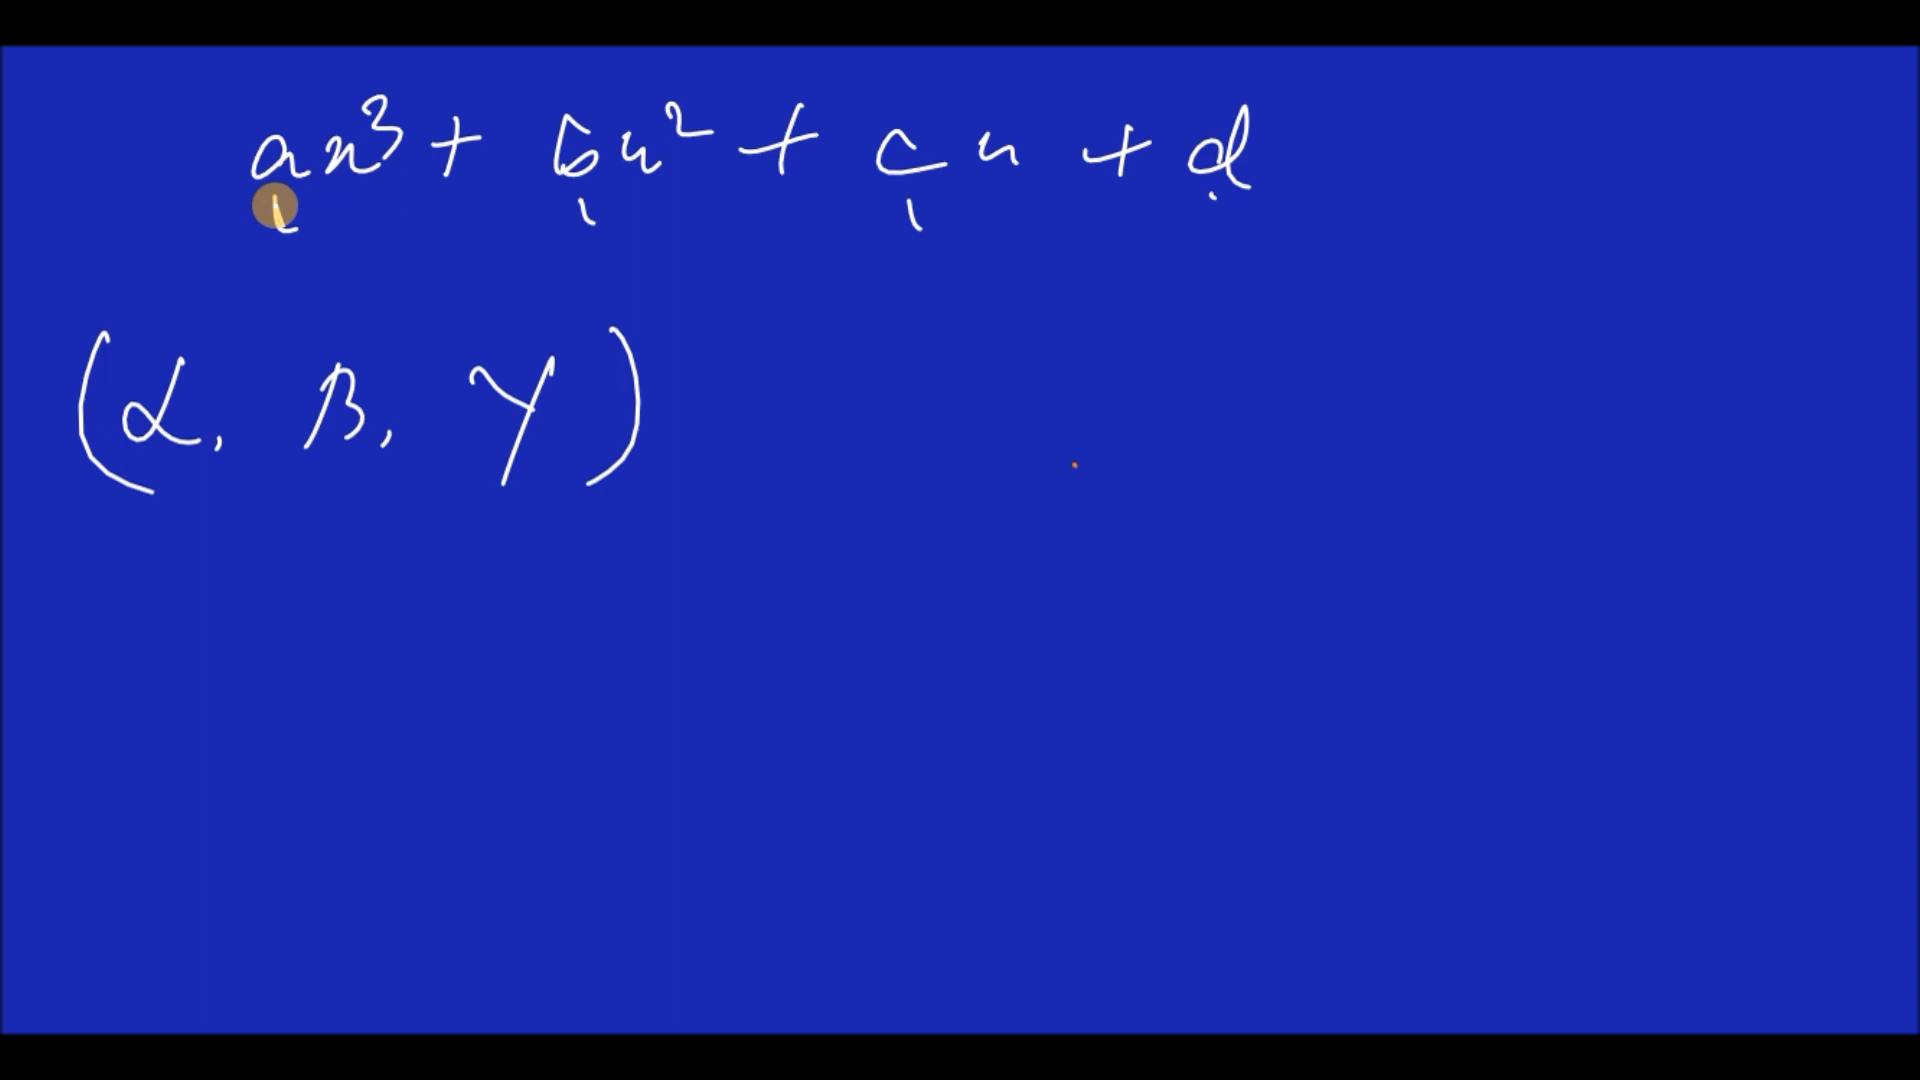 ax³ + bx² + cx + d
(α, β, γ)